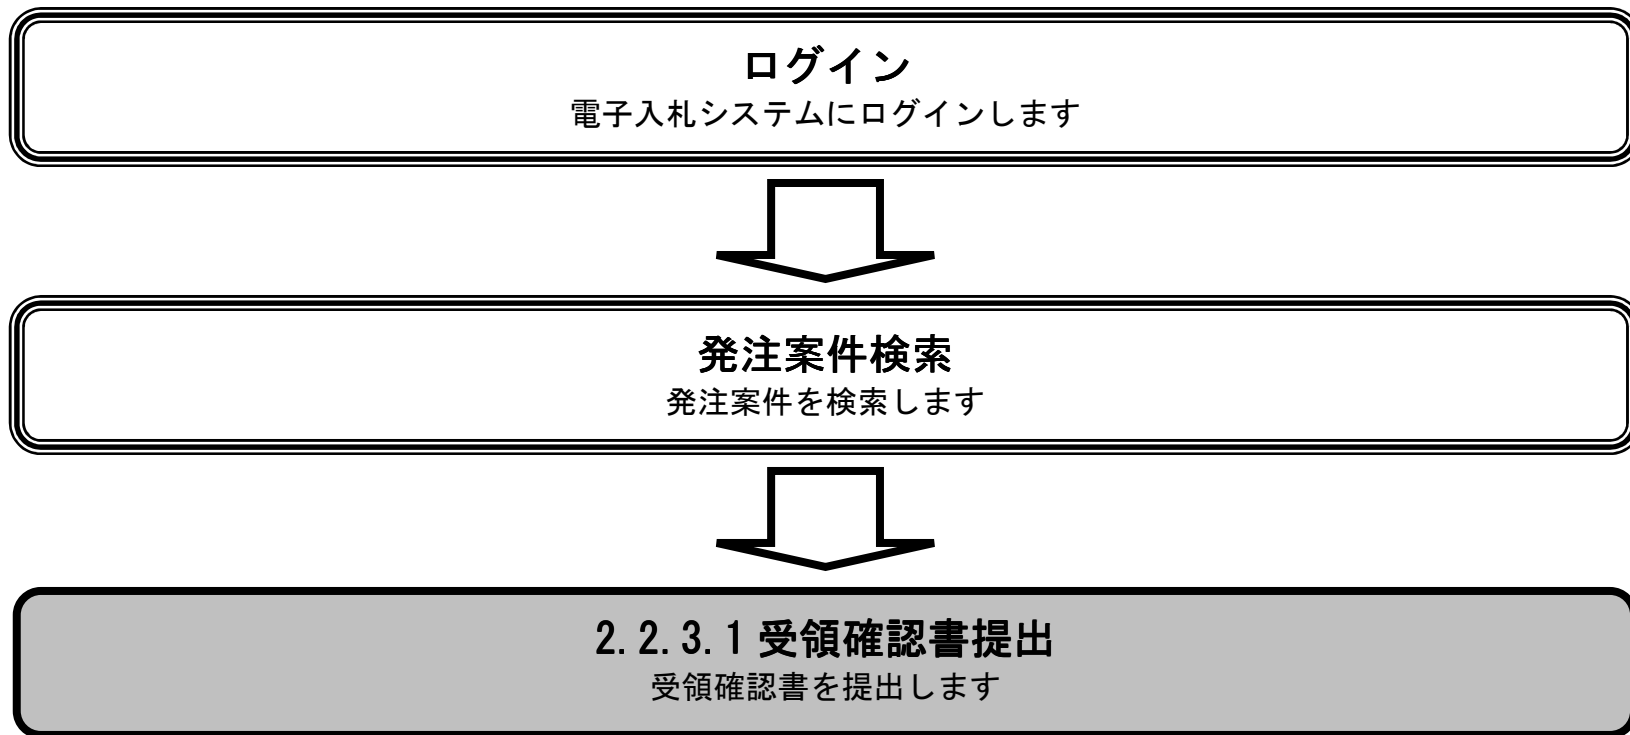 ログイン
電子入札システムにログインします
発注案件検索
発注案件を検索します
2.2.3.1 受領確認書提出
受領確認書を提出します